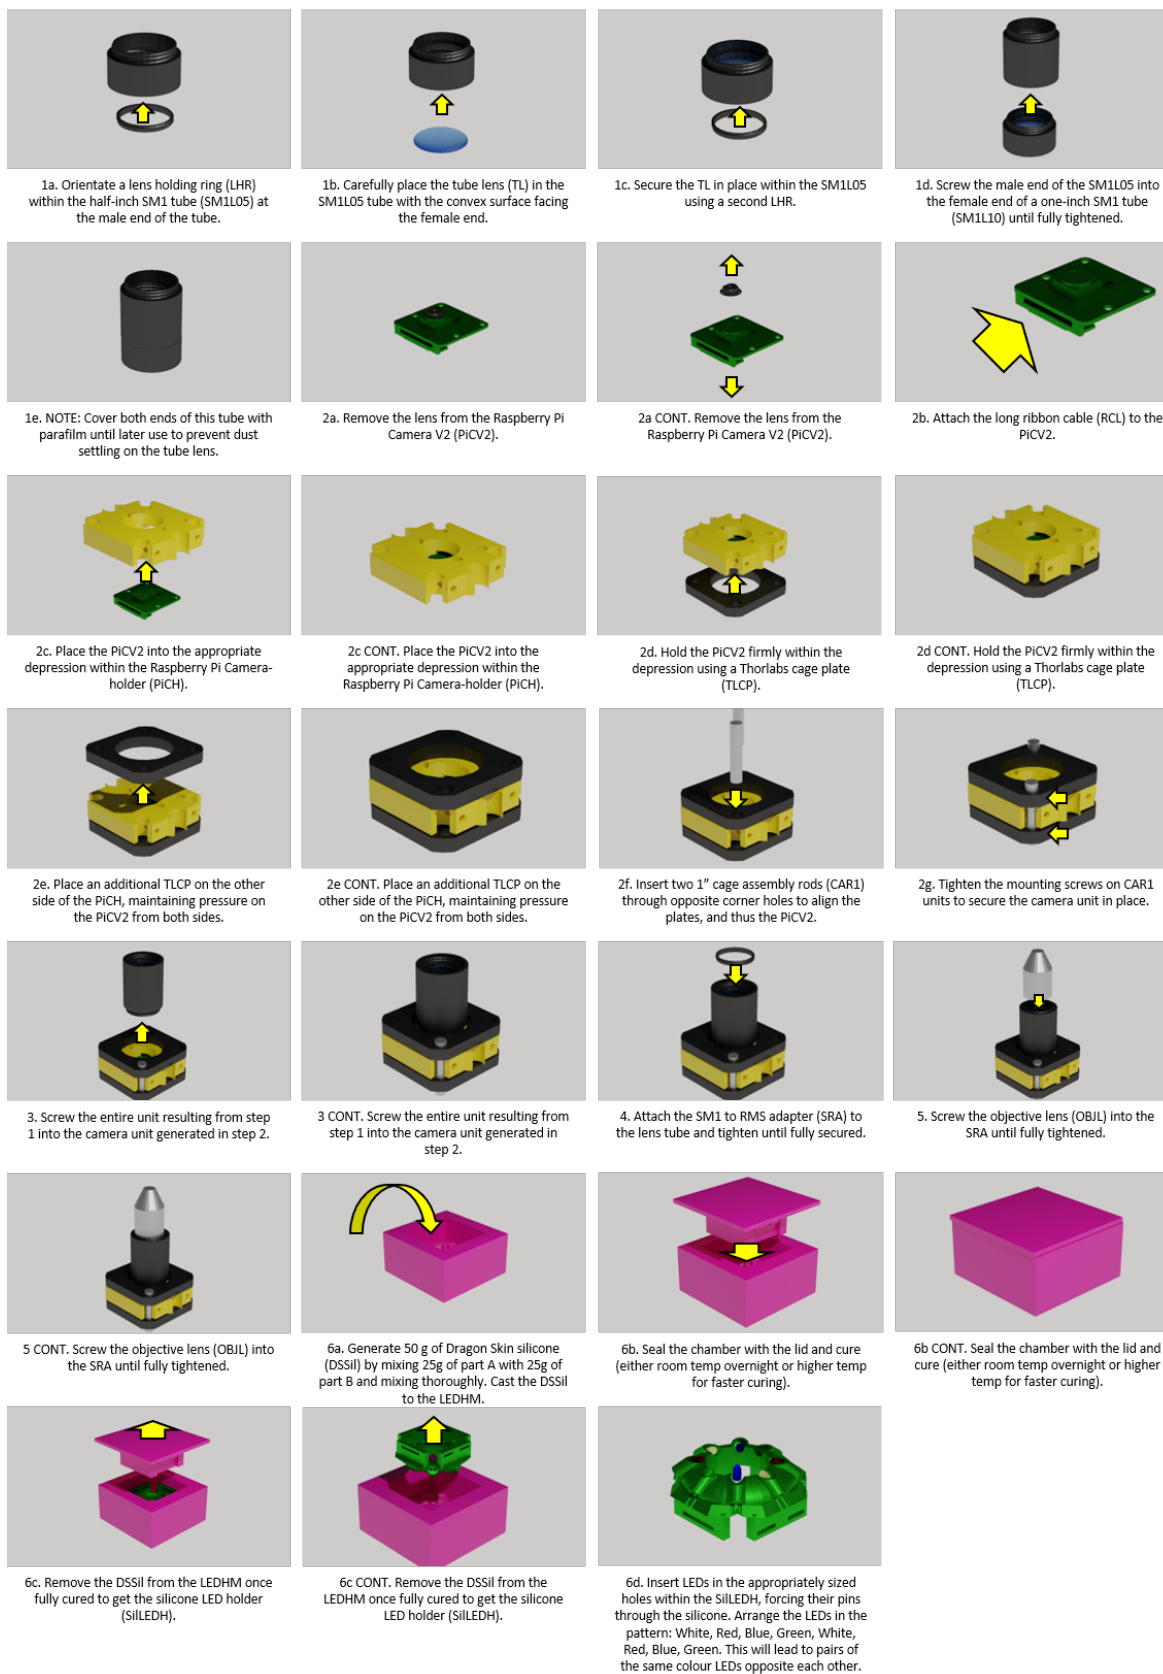 1a. Orientate a lens holding ring (LHR)
within the half-inch SM1 tube (SM1L05) at
the male end of the tube.
1b. Carefully place the tube lens (TL) in the
SM1L05 tube with the convex surface facing
the female end.
1c. Secure the TL in place within the SM1L05
using a second LHR.
1d. Screw the male end of the SM1L05 into
the female end of a one-inch SM1 tube
(SM1L10) until fully tightened.
1e. NOTE: Cover both ends of this tube with
parafilm until later use to prevent dust
settling on the tube lens.
2a. Remove the lens from the Raspberry Pi
Camera V2 (PiCV2).
2a CONT. Remove the lens from the
Raspberry Pi Camera V2 (PiCV2).
2b. Attach the long ribbon cable (RCL) to the
PiCV2.
2c. Place the PiCV2 into the appropriate
depression within the Raspberry Pi Camera-
holder (PiCH).
2c CONT. Place the PiCV2 into the
appropriate depression within the
Raspberry Pi Camera-holder (PiCH).
2d. Hold the PiCV2 firmly within the
depression using a Thorlabs cage plate
(TLCP).
2d CONT. Hold the PiCV2 firmly within the
depression using a Thorlabs cage plate
(TLCP).
2e. Place an additional TLCP on the other
side of the PiCH, maintaining pressure on
the PiCV2 from both sides.
2e CONT. Place an additional TLCP on the
other side of the PiCH, maintaining pressure
on the PiCV2 from both sides.
2f. Insert two 1” cage assembly rods (CAR1)
through opposite corner holes to align the
plates, and thus the PiCV2.
2g. Tighten the mounting screws on CAR1
units to secure the camera unit in place.
3. Screw the entire unit resulting from step
1 into the camera unit generated in step 2.
3 CONT. Screw the entire unit resulting from
step 1 into the camera unit generated in
step 2.
4. Attach the SM1 to RMS adapter (SRA) to
the lens tube and tighten until fully secured.
5. Screw the objective lens (OBJL) into the
SRA until fully tightened.
5 CONT. Screw the objective lens (OBJL) into
the SRA until fully tightened.
6a. Generate 50 g of Dragon Skin silicone
(DSSil) by mixing 25g of part A with 25g of
part B and mixing thoroughly. Cast the DSSil
to the LEDHM.
6b. Seal the chamber with the lid and cure
(either room temp overnight or higher temp
for faster curing).
6b CONT. Seal the chamber with the lid and
cure (either room temp overnight or higher
temp for faster curing).
6c. Remove the DSSil from the LEDHM once
fully cured to get the silicone LED holder
(SilLEDH).
6c CONT. Remove the DSSil from the
LEDHM once fully cured to get the silicone
LED holder (SilLEDH).
6d. Insert LEDs in the appropriately sized
holes within the SilLEDH, forcing their pins
through the silicone. Arrange the LEDs in the
pattern: White, Red, Blue, Green, White,
Red, Blue, Green. This will lead to pairs of
the same colour LEDs opposite each other.